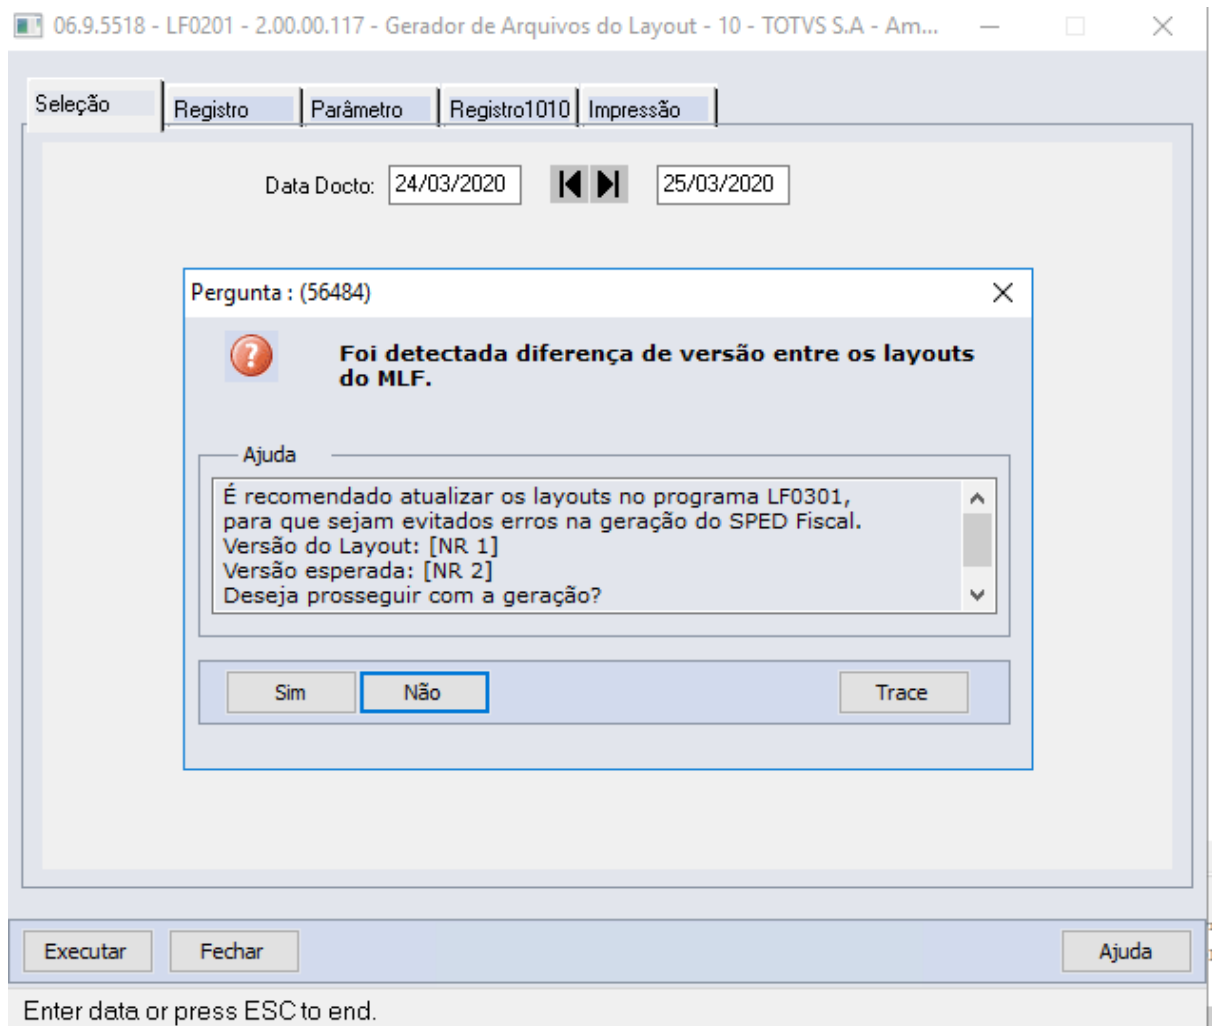 06.9.5518 - LF0201 - 2.00.00.117 - Gerador de Arquivos do Layout - 10 - TOTVS S.A - Am...
Seleção Registro Parâmetro Registro1010 Impressão
Data Docto: 24/03/2020 25/03/2020
Pergunta : (56484)
Foi detectada diferença de versão entre os layouts
do MLF.
Ajuda
É recomendado atualizar os layouts no programa LF0301,
para que sejam evitados erros na geração do SPED Fiscal.
Versão do Layout: [NR 1]
Versão esperada: [NR 2]
Deseja prosseguir com a geração?
Sim Não Trace
Executar Fechar Ajuda
Enter data or press ESC to end.